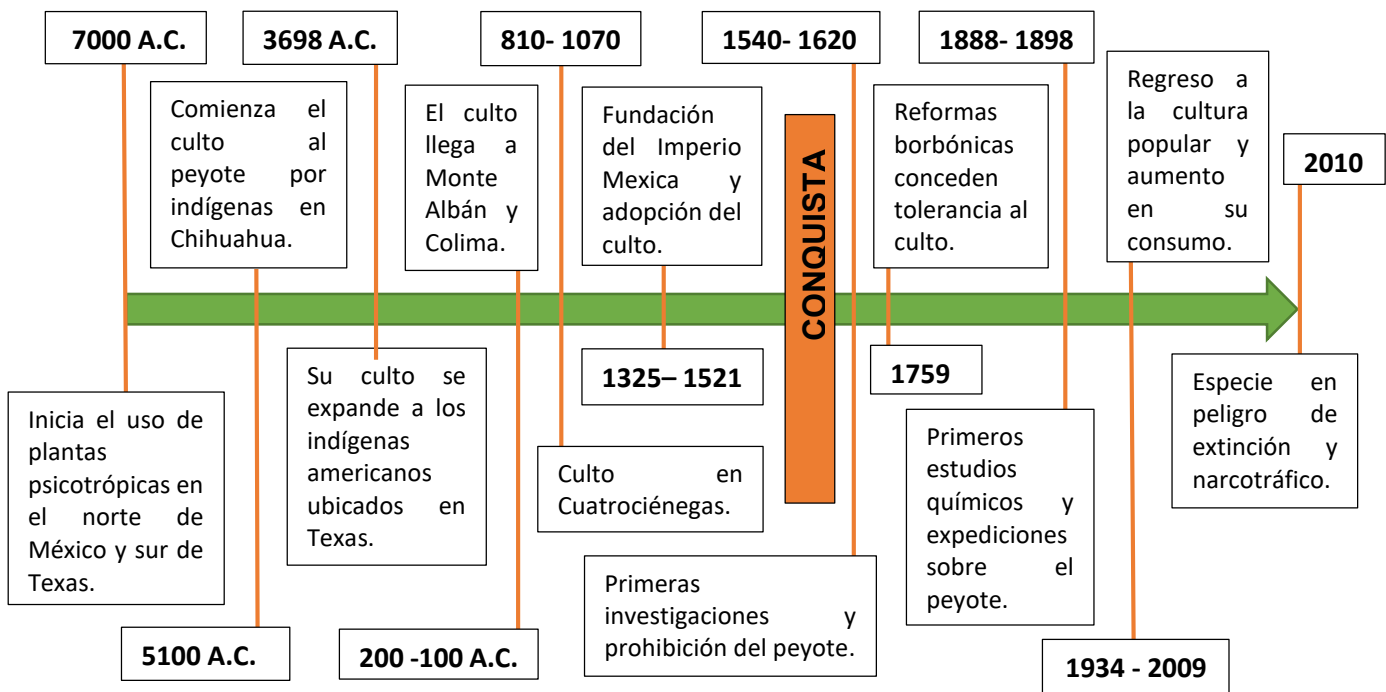 7000 A.C.
Inicia el uso de
plantas
psicotrópicas en
el norte de
México y sur de
Texas.
Comienza el
culto al
peyote por
indígenas en
Chihuahua.
5100 A.C.
3698 A.C.
Su culto se
expande a los
indígenas
americanos
ubicados en
Texas.
El culto
llega a
Monte
Albán y
Colima.
200 -100 A.C.
810- 1070
Culto en
Cuatrociénegas.
Fundación
del Imperio
Mexica y
adopción del
culto.
1325– 1521
CONQUISTA
1540- 1620
Primeras
investigaciones y
prohibición del peyote.
Reformas
borbónicas
conceden
tolerancia al
culto.
1759
1888- 1898
Primeros
estudios
químicos y
expediciones
sobre el
peyote.
Regreso a
la cultura
popular y
aumento
en su
consumo.
1934 - 2009
2010
Especie en
peligro de
extinción y
narcotráfico.